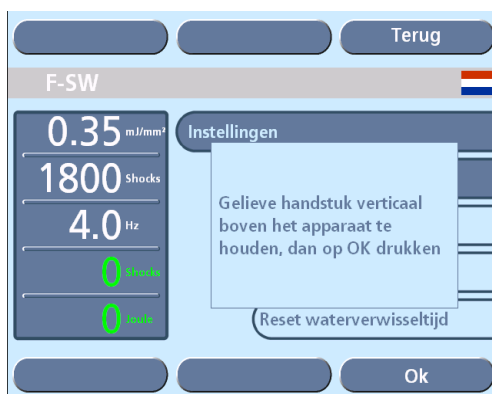 Terug
F-SW
0.35 mJ/mm²
1800 Shocks
4.0 Hz
0 Shocks
0 Joule
Instellingen
Gelieve handstuk verticaal
boven het apparaat te
houden, dan op OK drukken
Reset waterverwisseltijd
Ok